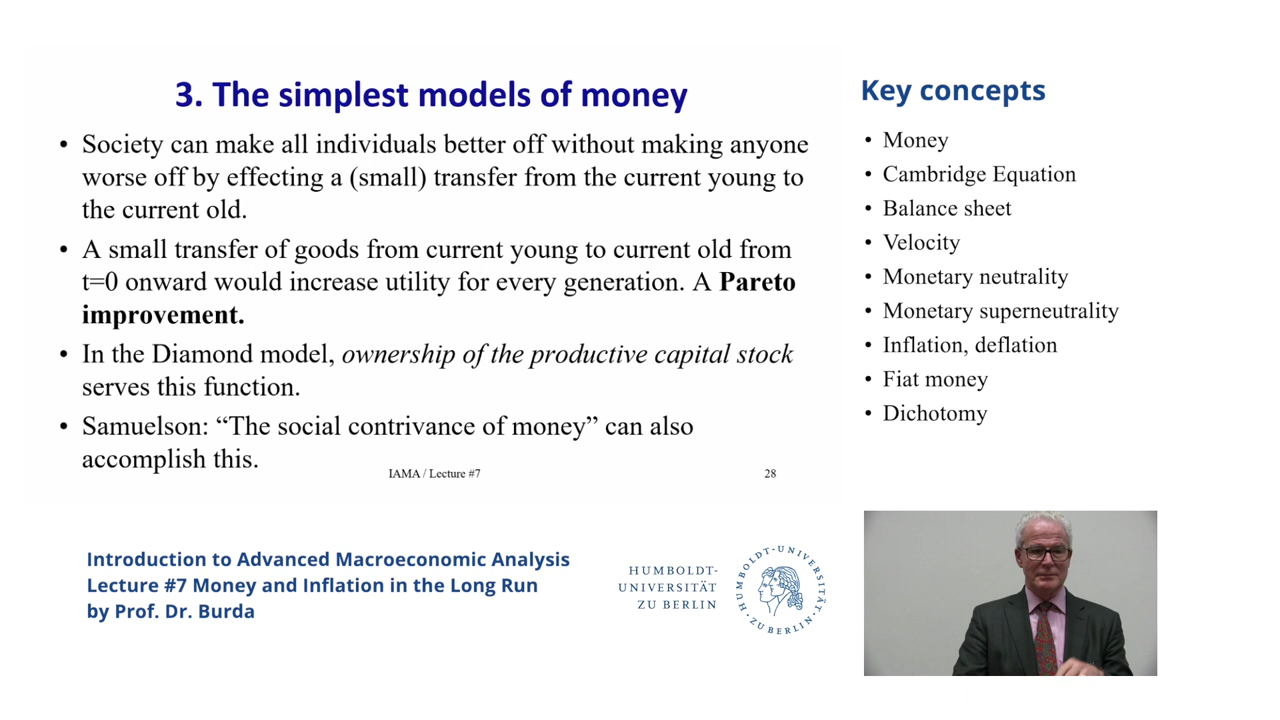 3. The simplest models of money
• Society can make all individuals better off without making anyone
worse off by effecting a (small) transfer from the current young to
the current old.
• A small transfer of goods from current young to current old from
t=0 onward would increase utility for every generation. A Pareto
improvement.
• In the Diamond model, ownership of the productive capital stock
serves this function.
• Samuelson: “The social contrivance of money” can also
accomplish this.
IAMA / Lecture #7
28
Key concepts
• Money
• Cambridge Equation
• Balance sheet
• Velocity
• Monetary neutrality
• Monetary superneutrality
• Inflation, deflation
• Fiat money
• Dichotomy
Introduction to Advanced Macroeconomic Analysis
Lecture #7 Money and Inflation in the Long Run
by Prof. Dr. Burda
HUMBOLDT-
UNIVERSITÄT
ZU BERLIN
HUMBOLDT-UNIVERSITÄT
ZU BERLIN